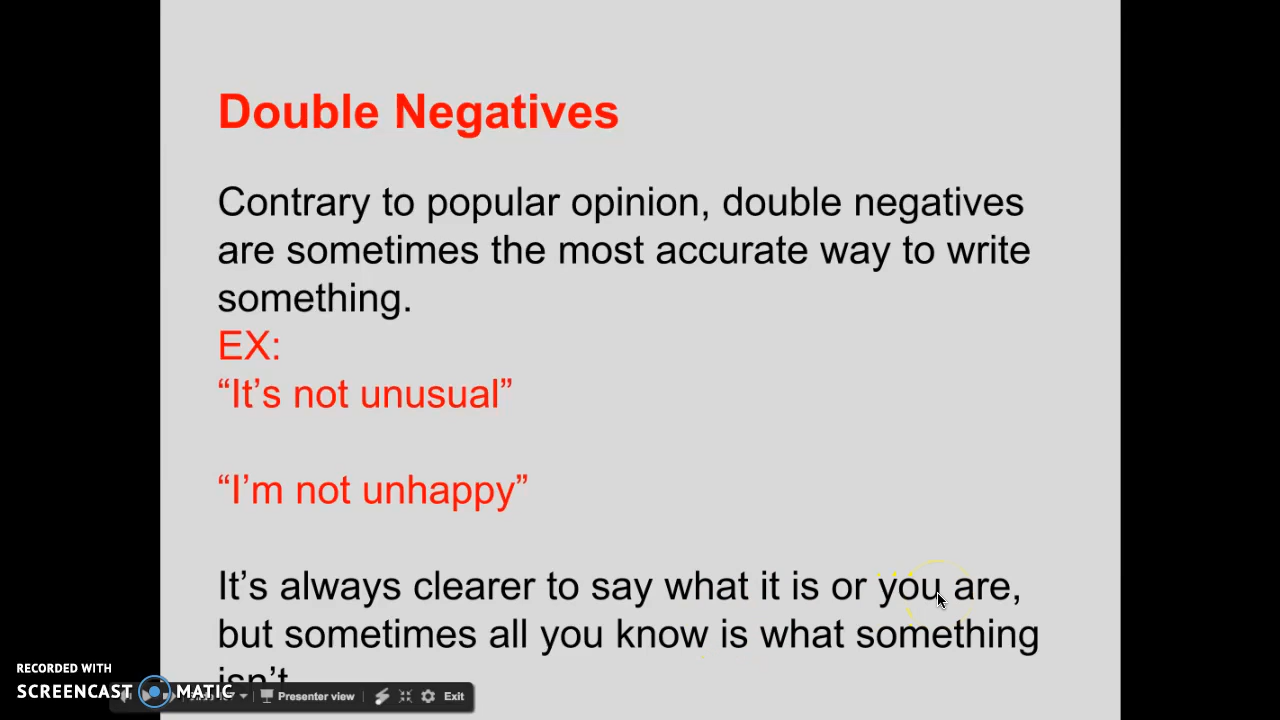 Double Negatives
Contrary to popular opinion, double negatives
are sometimes the most accurate way to write
something.
EX:
“It’s not unusual”
“I’m not unhappy”
It’s always clearer to say what it is or you are,
but sometimes all you know is what something
isn’t
RECORDED WITH
SCREENCAST MATIC
Presenter view
Exit